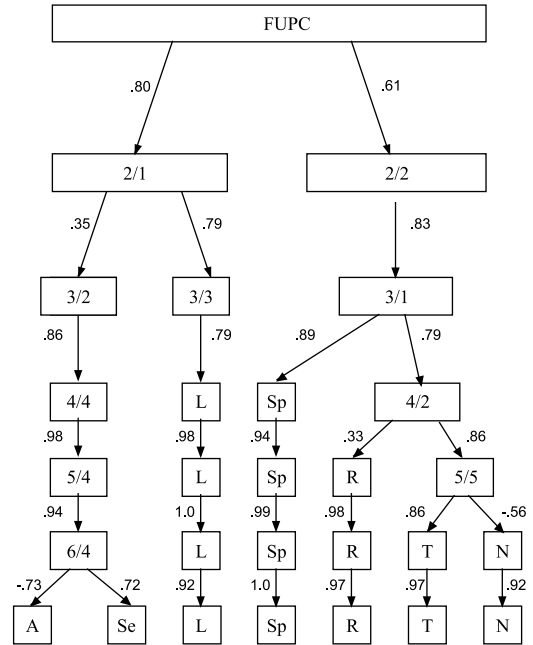 FUPC
.80 .61
2/1 2/2
.35 .79 .83
3/2 3/3 3/1
.86 .79 .89 .79
4/4 L Sp 4/2
.98 .98 .94 .33 .86
5/4 L Sp R 5/5
.94 1.0 .99 .98 .86 -.56
6/4 L Sp R T N
-.73 .72 .92 1.0 .97 .97 .92
A Se L Sp R T N